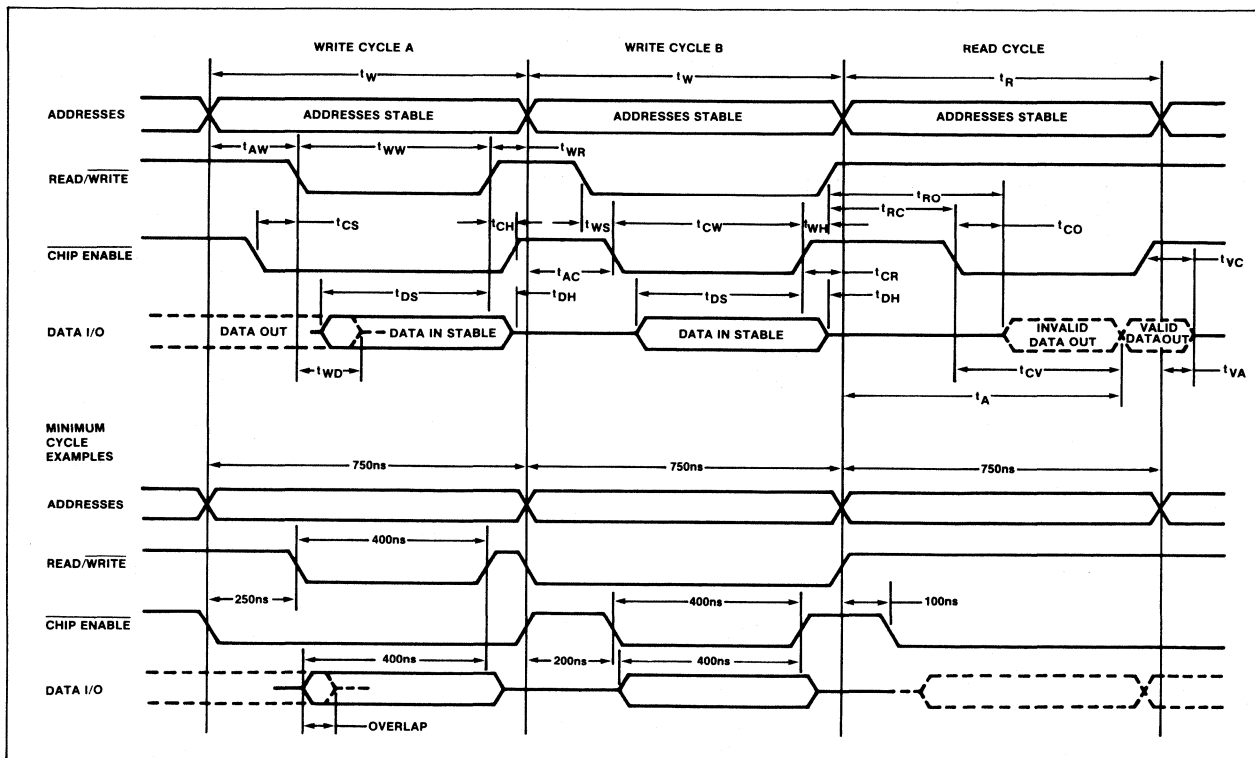 WRITE CYCLE A WRITE CYCLE B READ CYCLE
tW tW tR
ADDRESSES ADDRESSES STABLE ADDRESSES STABLE ADDRESSES STABLE
tAW tWW tWR
READ/WRITE
tRO
tRC
tCS tCH tWS tCW tWH tCO
CHIP ENABLE
tAC tCR tVC
tDS tDH tDS tDH
DATA I/O DATA OUT DATA IN STABLE DATA IN STABLE INVALID DATA OUT VALID DATA OUT
tWD tCV tVA
tA
MINIMUM
CYCLE
EXAMPLES
750ns 750ns 750ns
ADDRESSES
400ns
READ/WRITE
250ns 400ns 100ns
CHIP ENABLE
400ns 200ns 400ns
DATA I/O
OVERLAP